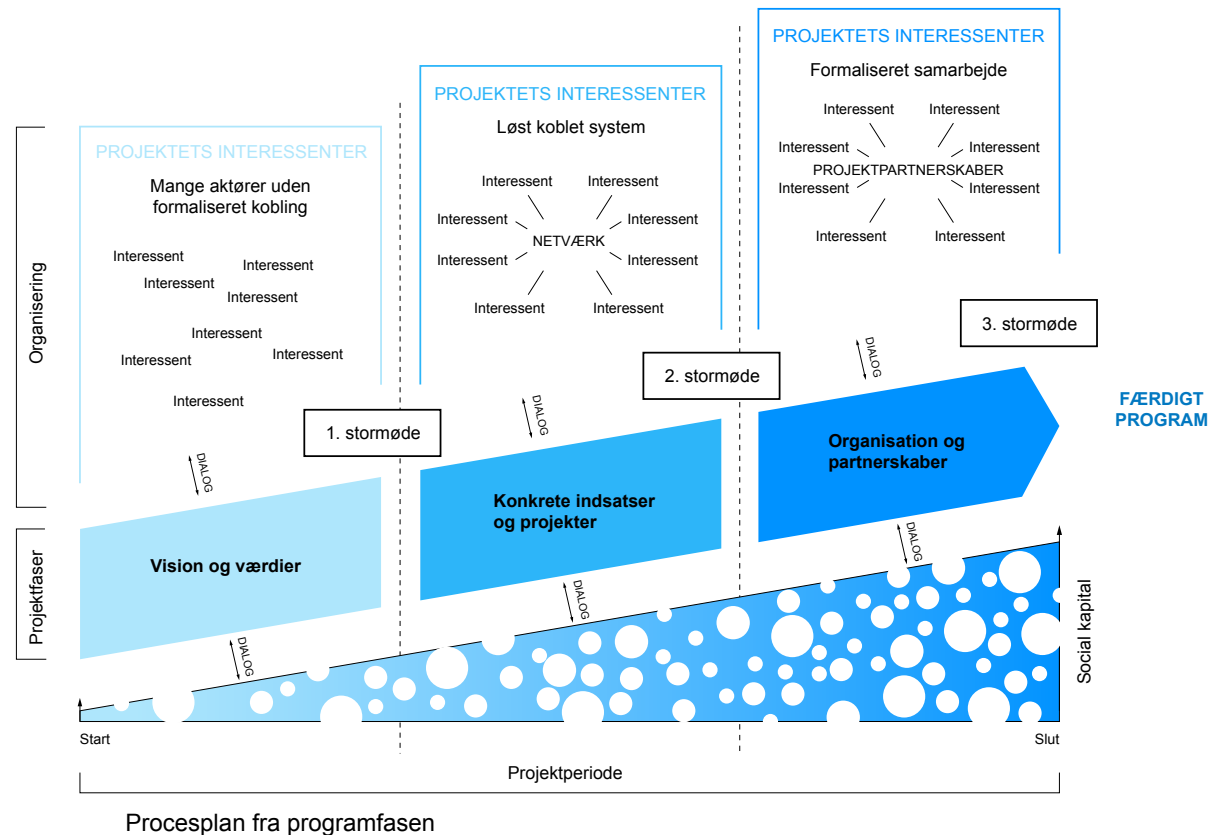 PROJEKTETS INTERESSENTER
Mange aktører uden
formaliseret kobling
Interessent
Interessent
Interessent
Interessent
Interessent
Interessent
Interessent
Interessent
DIALOG
Vision og værdier
DIALOG
1. stormøde
PROJEKTETS INTERESSENTER
Løst koblet system
Interessent
Interessent
Interessent
Interessent
NETVÆRK
Interessent
Interessent
Interessent
Interessent
DIALOG
Konkrete indsatser
og projekter
DIALOG
2. stormøde
PROJEKTETS INTERESSENTER
Formaliseret samarbejde
Interessent
Interessent
Interessent
Interessent
PROJEKTPARTNERSKABER
Interessent
Interessent
Interessent
Interessent
DIALOG
Organisation og
partnerskaber
DIALOG
3. stormøde
FÆRDIGT
PROGRAM
Organisering
Projektfaser
Social kapital
Start
Slut
Projektperiode
Procesplan fra programfasen